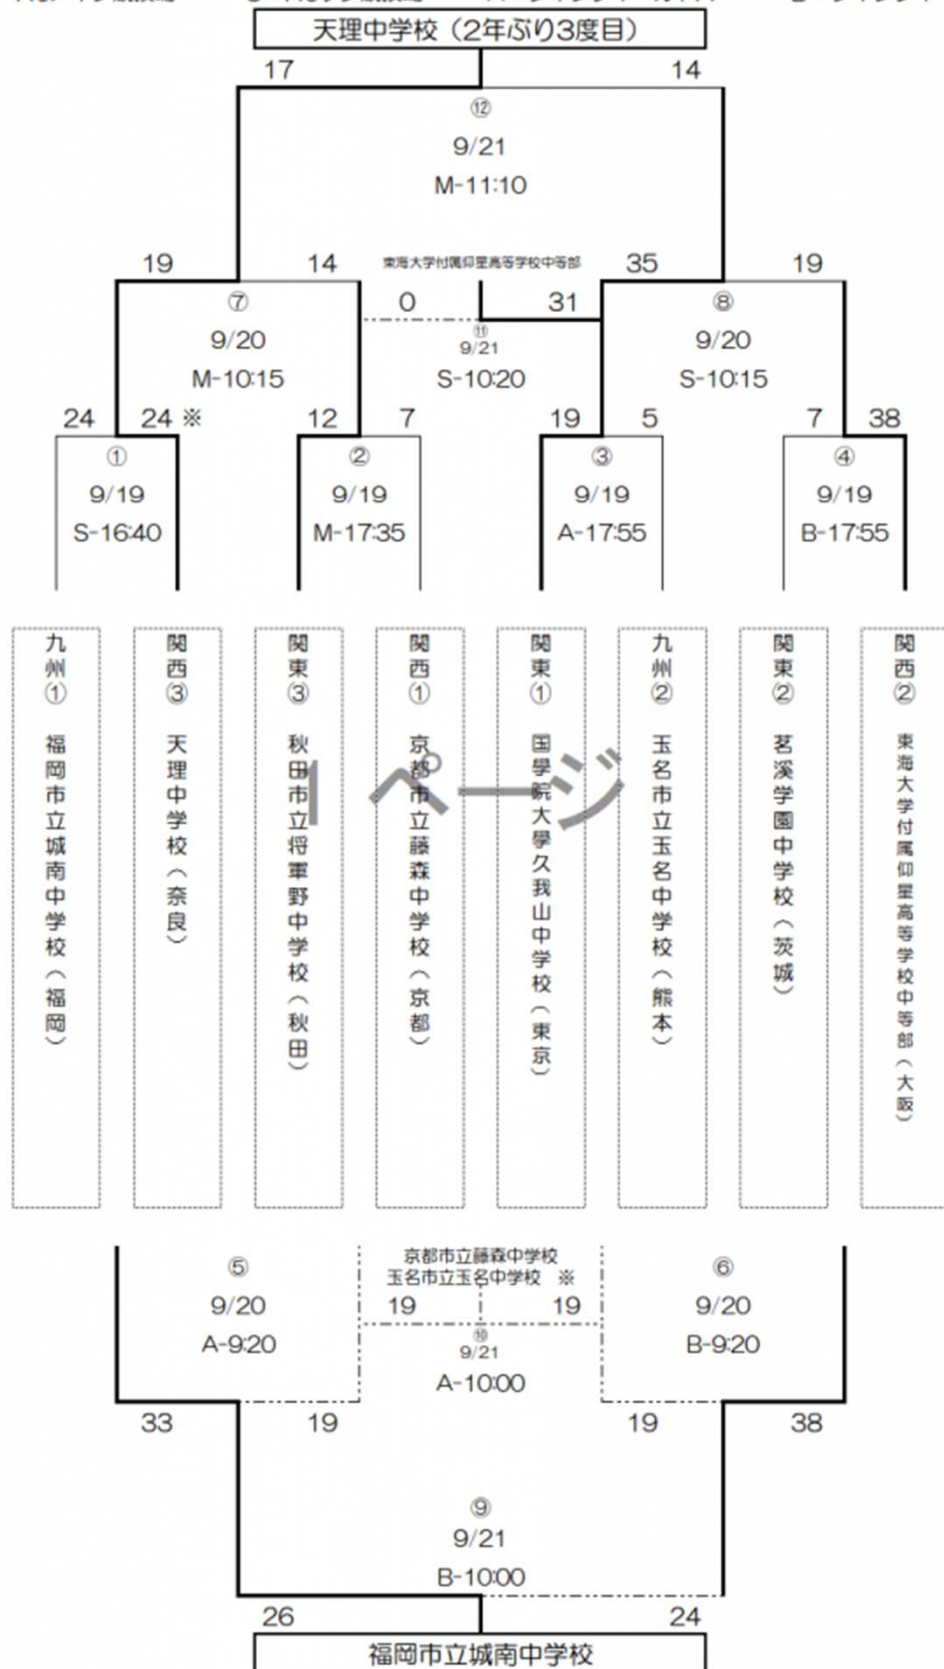 天理中学校（2年ぶり3度目）
17 14
⑫
9/21
M-11:10
19 14 東海大学付属仰星高等学校中等部 35 19
⑦ 0 31 ⑧
9/20 ⑪ 9/20
M-10:15 9/21 S-10:15
S-10:20
24 24 ※ 12 7 19 5 7 38
① ② ③ ④
9/19 9/19 9/19 9/19
S-16:40 M-17:35 A-17:55 B-17:55
九州① 福岡市立城南中学校（福岡）
関西③ 天理中学校（奈良）
関東③ 秋田市立将軍野中学校（秋田）
関西① 京都市立藤森中学校（京都）
関東① 国學院大學久我山中学校（東京）
九州② 玉名市立玉名中学校（熊本）
関東② 茗溪学園中学校（茨城）
関西② 東海大学付属仰星高等学校中等部（大阪）
1 ページ
⑤ 京都市立藤森中学校 ⑥
9/20 玉名市立玉名中学校 ※ 9/20
A-9:20 19 19 B-9:20
⑩
9/21
A-10:00
33 19 19 38
⑨
9/21
B-10:00
26 24
福岡市立城南中学校